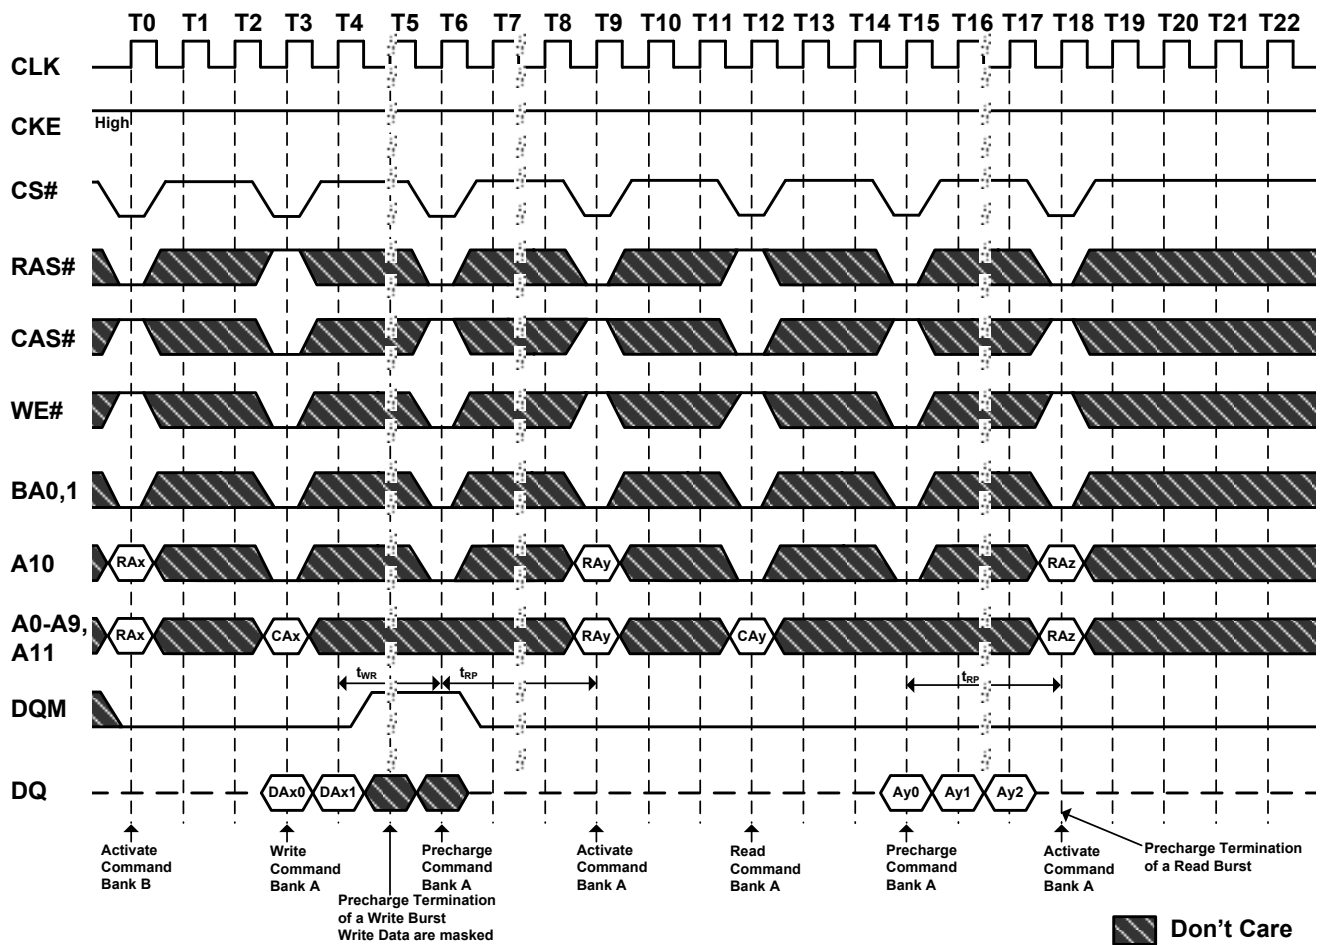 T0 T1 T2 T3 T4 T5 T6 T7 T8 T9 T10 T11 T12 T13 T14 T15 T16 T17 T18 T19 T20 T21 T22
CLK
CKE
High
CS#
RAS#
CAS#
WE#
BA0,1
A10
RAx RAy RAz
A0-A9,
A11
RAx CAx RAy CAy RAz
tWR tRP tRP
DQM
DQ
DAx0 DAx1 Ay0 Ay1 Ay2
Activate
Command
Bank B
Write
Command
Bank A
Precharge Termination
of a Write Burst
Write Data are masked
Precharge
Command
Bank A
Activate
Command
Bank A
Read
Command
Bank A
Precharge
Command
Bank A
Activate
Command
Bank A
Precharge Termination
of a Read Burst
Don't Care